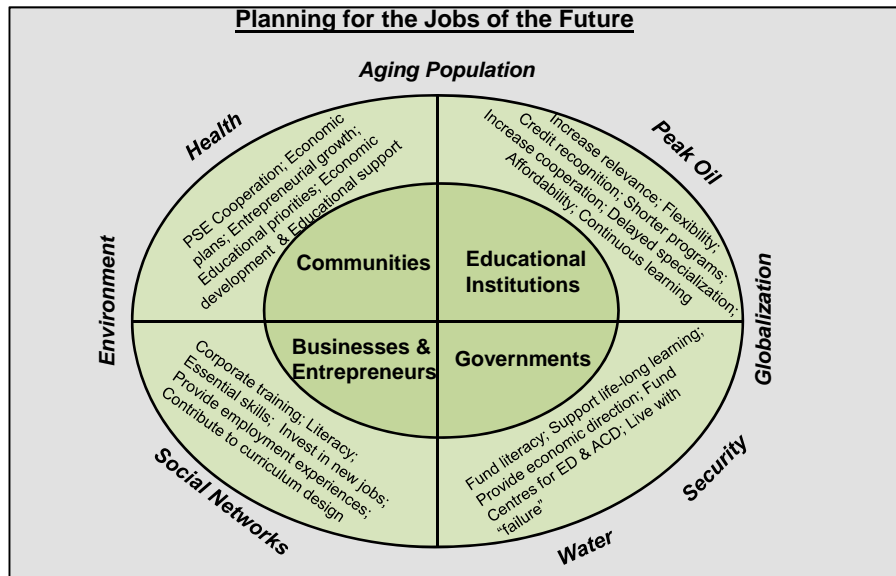 Planning for the Jobs of the Future
Aging Population
Health
Peak Oil
PSE Cooperation; Economic
plans; Entrepreneurial growth;
Educational priorities; Economic
development & Educational support
Increase relevance; Flexibility;
Credit recognition; Shorter programs;
Increase cooperation; Delayed specialization;
Affordability; Continuous learning
Communities
Educational
Institutions
Environment
Globalization
Businesses &
Entrepreneurs
Governments
Corporate training; Literacy;
Essential skills; Invest in new jobs;
Provide employment experiences;
Contribute to curriculum design
Fund literacy; Support life-long learning;
Provide economic direction; Fund
Centres for ED & ACD; Live with
“failure”
Social Networks
Security
Water